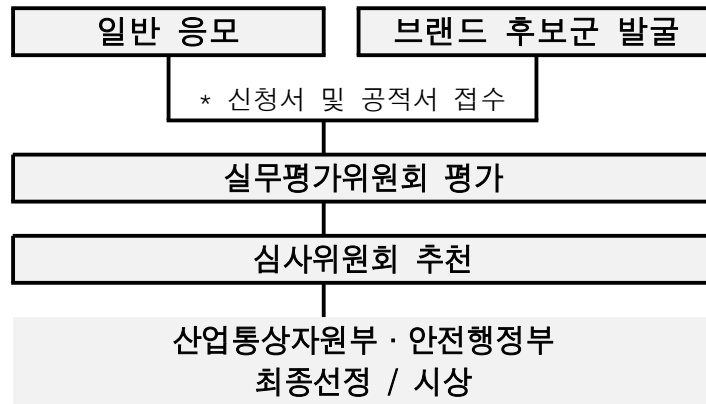 일반 응모
브랜드 후보군 발굴
* 신청서 및 공적서 접수
실무평가위원회 평가
심사위원회 추천
산업통상자원부 · 안전행정부
최종선정 / 시상